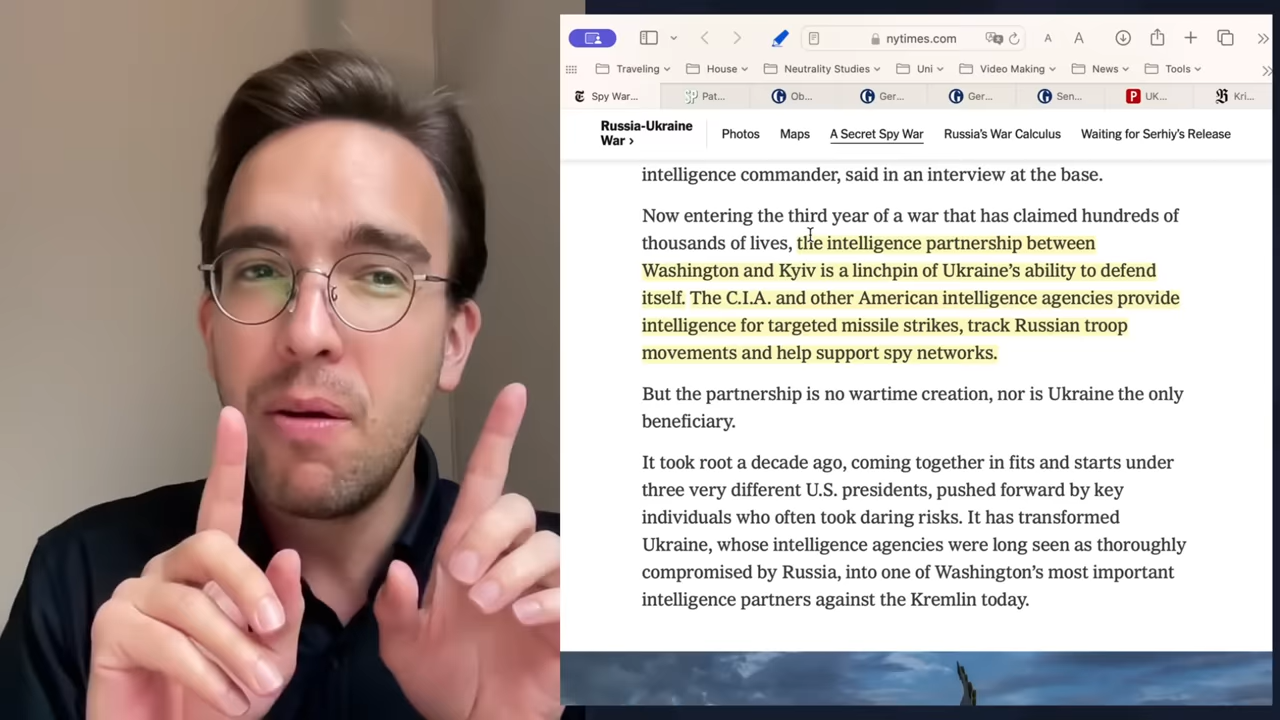 nytimes.com
A A
Traveling House Neutrality Studies Uni Video Making News Tools
Spy War... Pat... Ob... Ger... Ger... Sen... UK... Kri...
Russia-Ukraine
War ›
Photos Maps A Secret Spy War Russia's War Calculus Waiting for Serhiy's Release
intelligence commander, said in an interview at the base.
Now entering the third year of a war that has claimed hundreds of
thousands of lives, the intelligence partnership between
Washington and Kyiv is a linchpin of Ukraine's ability to defend
itself. The C.I.A. and other American intelligence agencies provide
intelligence for targeted missile strikes, track Russian troop
movements and help support spy networks.
But the partnership is no wartime creation, nor is Ukraine the only
beneficiary.
It took root a decade ago, coming together in fits and starts under
three very different U.S. presidents, pushed forward by key
individuals who often took daring risks. It has transformed
Ukraine, whose intelligence agencies were long seen as thoroughly
compromised by Russia, into one of Washington's most important
intelligence partners against the Kremlin today.